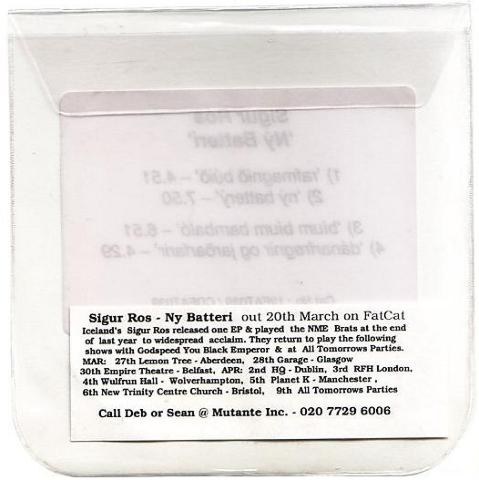 Sigur Ros
'Ný Batterí'
1) 'rafmagnið búið' – 4.51
2) 'ný batterý' – 7.50
3) 'bíum bíum bambaló' – 6.51
4) 'dánarfregnir og jarðarfarir' – 4.29
Sigur Ros - Ny Batteri out 20th March on FatCat
Iceland's Sigur Ros released one EP & played the NME Brats at the end
of last year to widespread acclaim. They return to play the following
shows with Godspeed You Black Emperor & at All Tomorrows Parties.
MAR: 27th Lemon Tree - Aberdeen, 28th Garage - Glasgow
30th Empire Theatre - Belfast, APR: 2nd HQ - Dublin, 3rd RFH London,
4th Wulfrun Hall - Wolverhampton, 5th Planet K - Manchester ,
6th New Trinity Centre Church - Bristol, 9th All Tomorrows Parties
Call Deb or Sean @ Mutante Inc. - 020 7729 6006